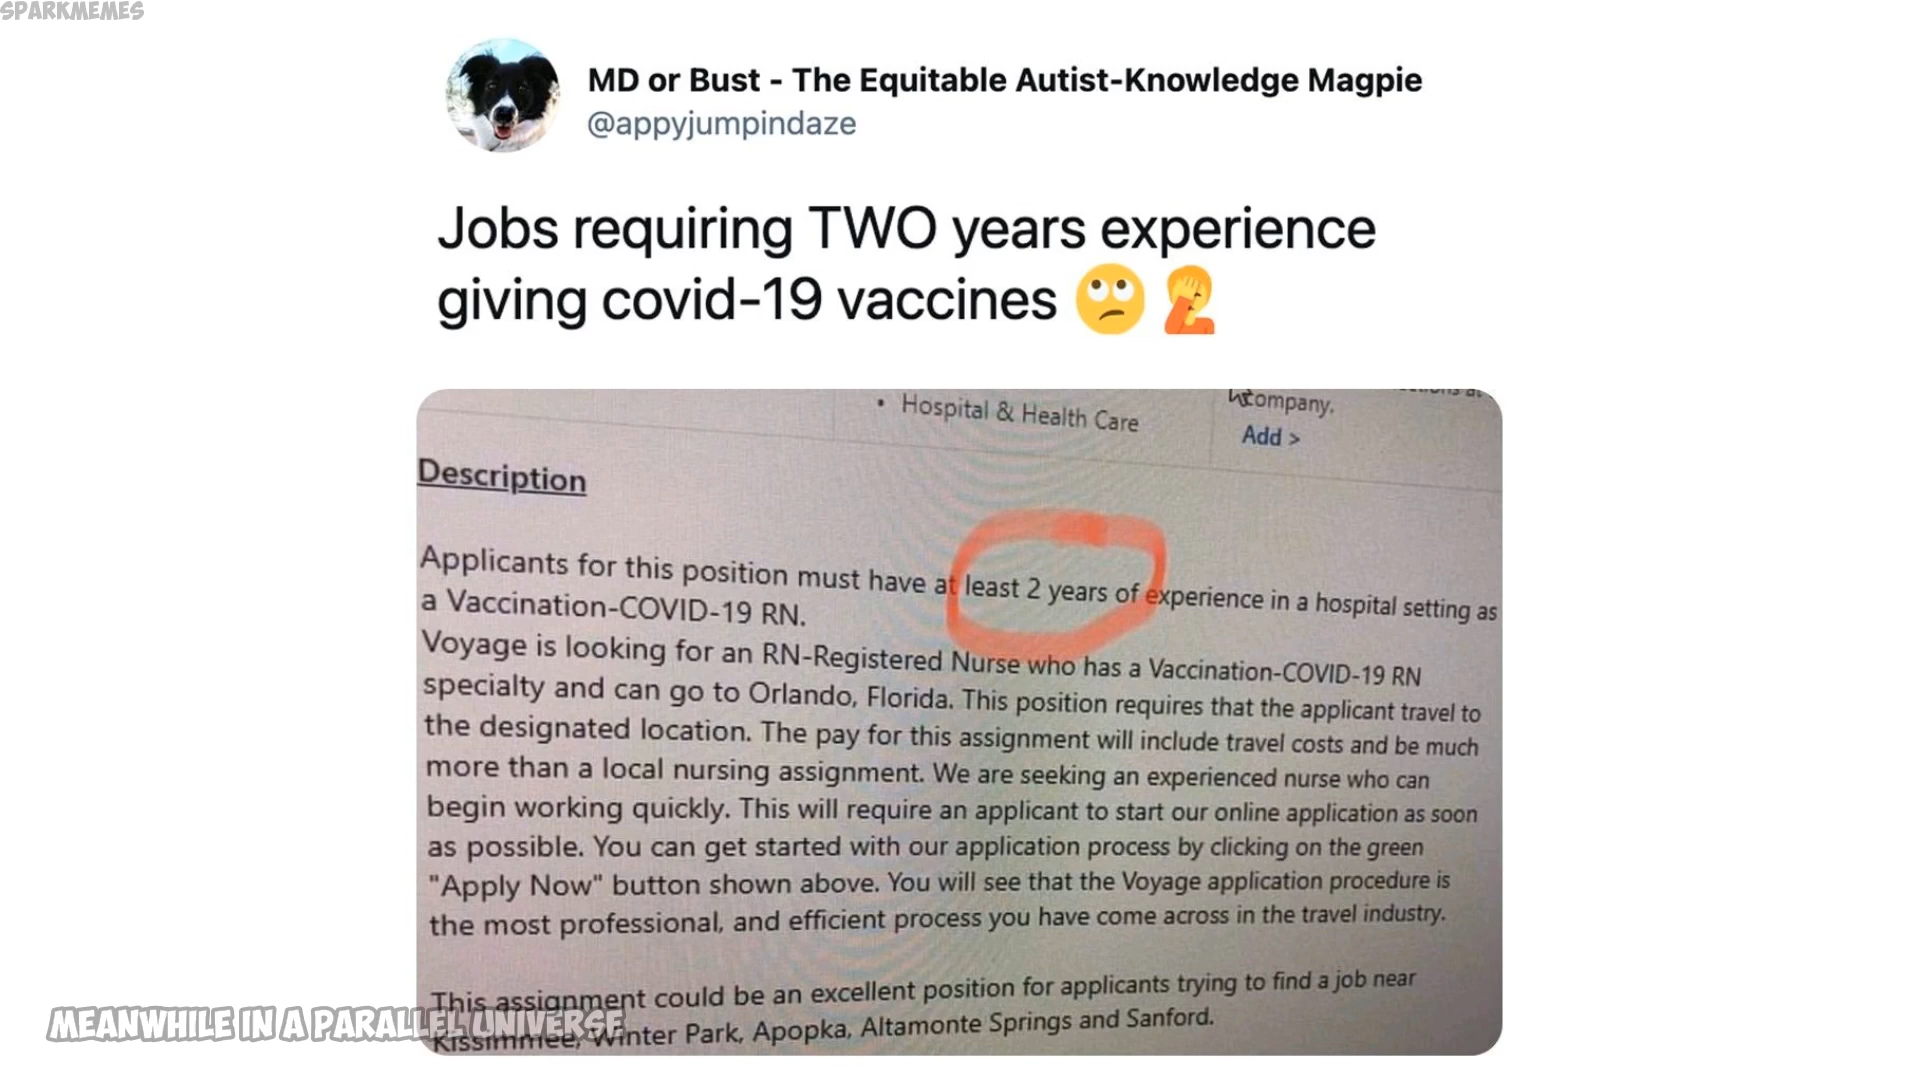 SPARKMEMES
MD or Bust - The Equitable Autist-Knowledge Magpie
@appyjumpindaze
Jobs requiring TWO years experience
giving covid-19 vaccines 🙄 🤦
• Hospital & Health Care
company.
Add >
Description
Applicants for this position must have at least 2 years of experience in a hospital setting as
a Vaccination-COVID-19 RN.
Voyage is looking for an RN-Registered Nurse who has a Vaccination-COVID-19 RN
specialty and can go to Orlando, Florida. This position requires that the applicant travel to
the designated location. The pay for this assignment will include travel costs and be much
more than a local nursing assignment. We are seeking an experienced nurse who can
begin working quickly. This will require an applicant to start our online application as soon
as possible. You can get started with our application process by clicking on the green
"Apply Now" button shown above. You will see that the Voyage application procedure is
the most professional, and efficient process you have come across in the travel industry.
This assignment could be an excellent position for applicants trying to find a job near
Kissimmee, Winter Park, Apopka, Altamonte Springs and Sanford.
MEANWHILE IN A PARALLEL UNIVERSE